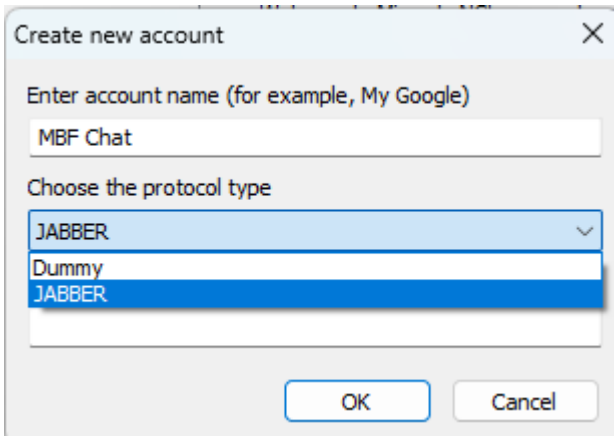 Create new account
Enter account name (for example, My Google)
MBF Chat
Choose the protocol type
JABBER
Dummy
JABBER
OK
Cancel